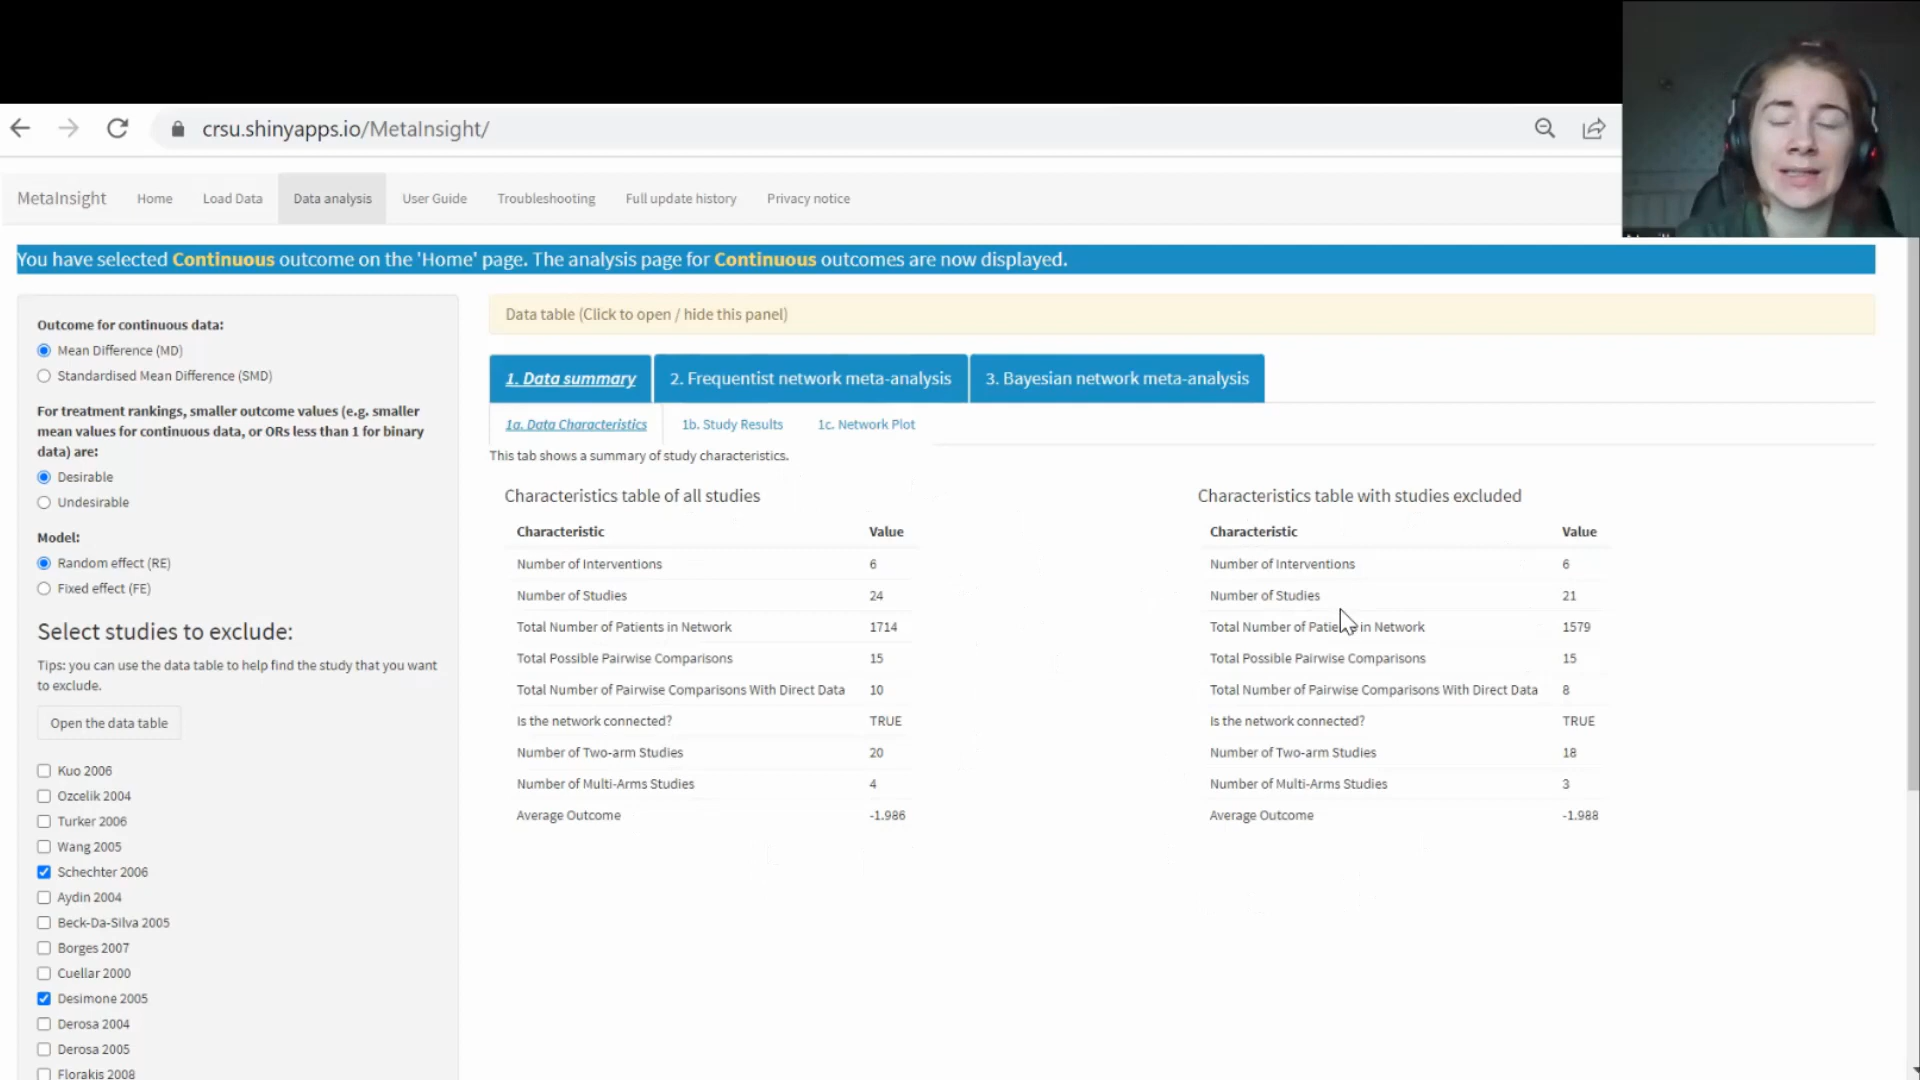 crsu.shinyapps.io/MetaInsight/
MetaInsight Home Load Data Data analysis User Guide Troubleshooting Full update history Privacy notice
You have selected Continuous outcome on the 'Home' page. The analysis page for Continuous outcomes are now displayed.
Outcome for continuous data:
Mean Difference (MD)
Standardised Mean Difference (SMD)
For treatment rankings, smaller outcome values (e.g. smaller
mean values for continuous data, or ORs less than 1 for binary
data) are:
Desirable
Undesirable
Model:
Random effect (RE)
Fixed effect (FE)
Select studies to exclude:
Tips: you can use the data table to help find the study that you want
to exclude.
Open the data table
Kuo 2006
Ozcelik 2004
Turker 2006
Wang 2005
Schechter 2006
Aydin 2004
Beck-Da-Silva 2005
Borges 2007
Cuellar 2000
Desimone 2005
Derosa 2004
Derosa 2005
Florakis 2008
Data table (Click to open / hide this panel)
1. Data summary 2. Frequentist network meta-analysis 3. Bayesian network meta-analysis
1a. Data Characteristics 1b. Study Results 1c. Network Plot
This tab shows a summary of study characteristics.
Characteristics table of all studies
Characteristic Value
Number of Interventions 6
Number of Studies 24
Total Number of Patients in Network 1714
Total Possible Pairwise Comparisons 15
Total Number of Pairwise Comparisons With Direct Data 10
Is the network connected? TRUE
Number of Two-arm Studies 20
Number of Multi-Arms Studies 4
Average Outcome -1.986
Characteristics table with studies excluded
Characteristic Value
Number of Interventions 6
Number of Studies 21
Total Number of Patients in Network 1579
Total Possible Pairwise Comparisons 15
Total Number of Pairwise Comparisons With Direct Data 8
Is the network connected? TRUE
Number of Two-arm Studies 18
Number of Multi-Arms Studies 3
Average Outcome -1.988